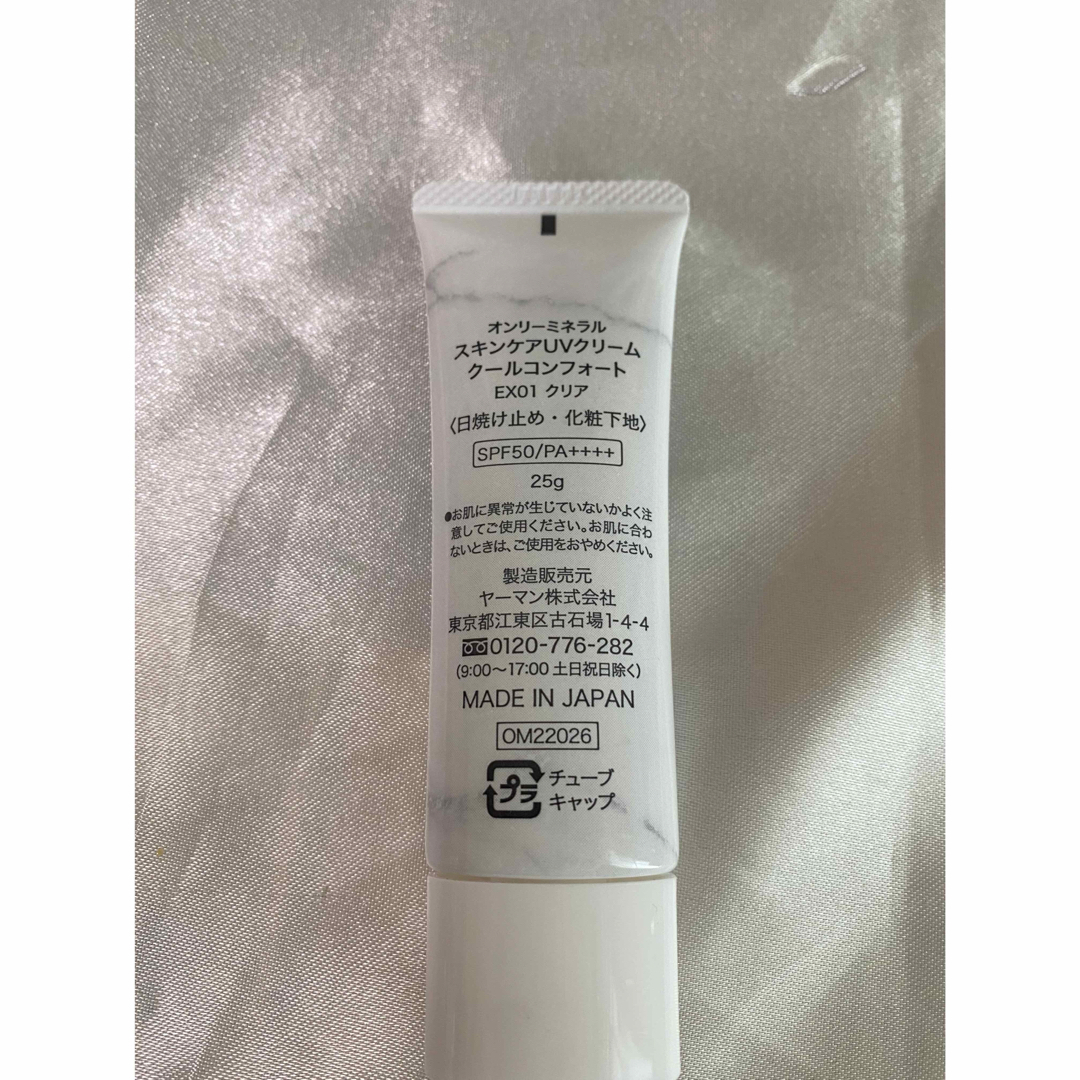 オンリーミネラル
スキンケアUVクリーム
クールコンフォート
EX01 クリア
〈日焼け止め・化粧下地〉
SPF50/PA++++
25g
●お肌に異常が生じていないかよく注
意してご使用ください。お肌に合わ
ないときは、ご使用をおやめください。
製造販売元
ヤーマン株式会社
東京都江東区古石場1-4-4
0120-776-282
(9:00〜17:00 土日祝日除く)
MADE IN JAPAN
OM22026
プラ チューブ
キャップ